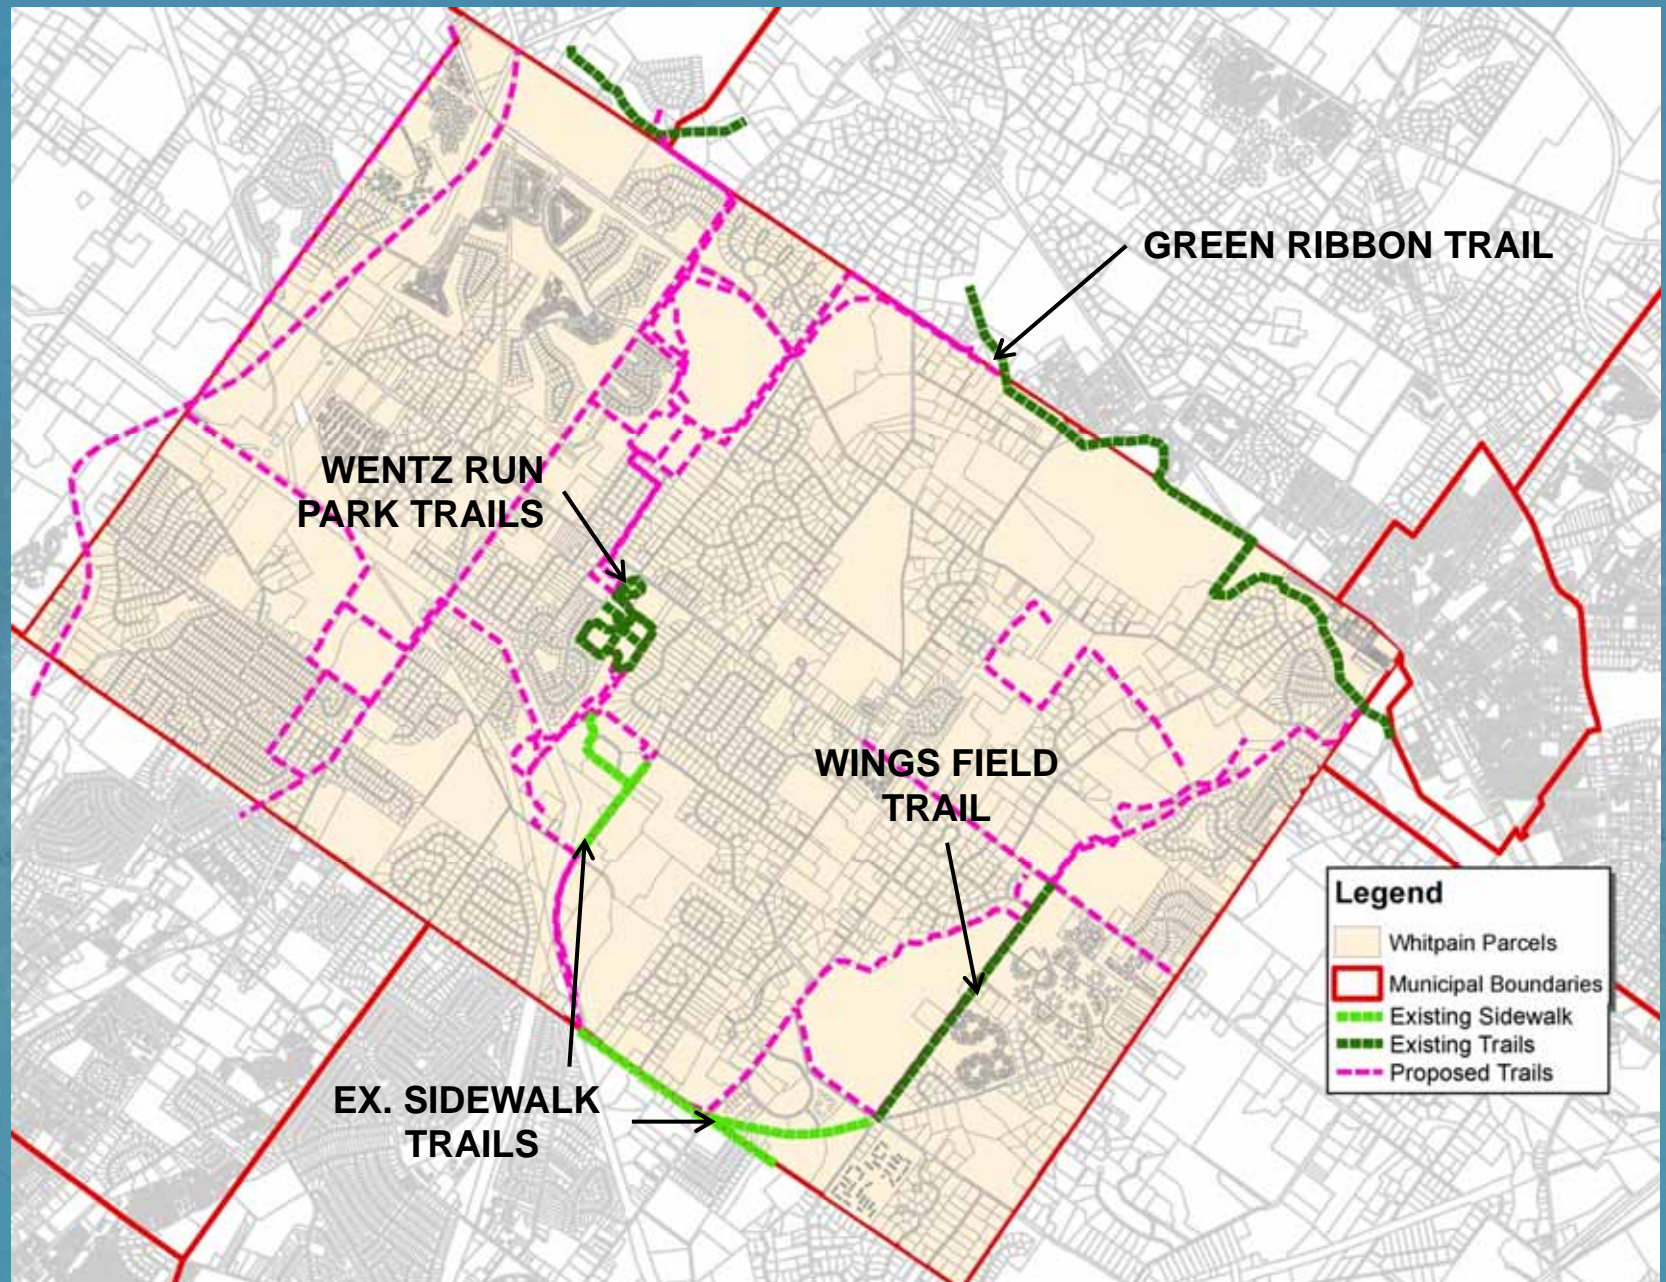 GREEN RIBBON TRAIL
WENTZ RUN
PARK TRAILS
WINGS FIELD
TRAIL
EX. SIDEWALK
TRAILS
Legend
Whitpain Parcels
Municipal Boundaries
Existing Sidewalk
Existing Trails
Proposed Trails